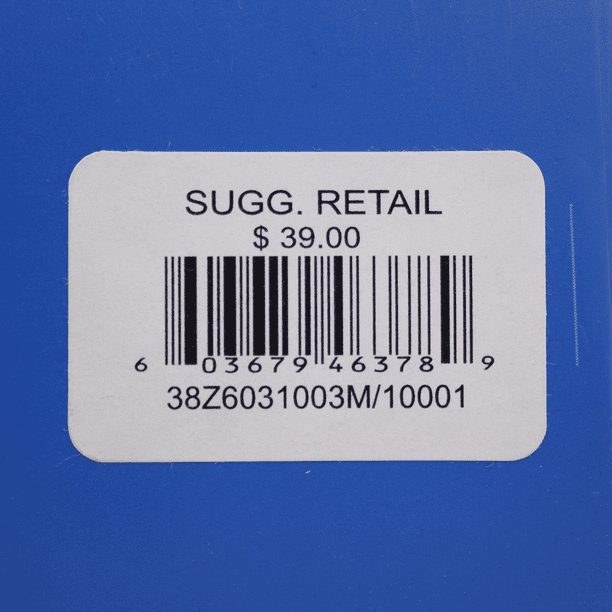 SUGG. RETAIL
$ 39.00
6 03679 46378 9
38Z6031003M/10001